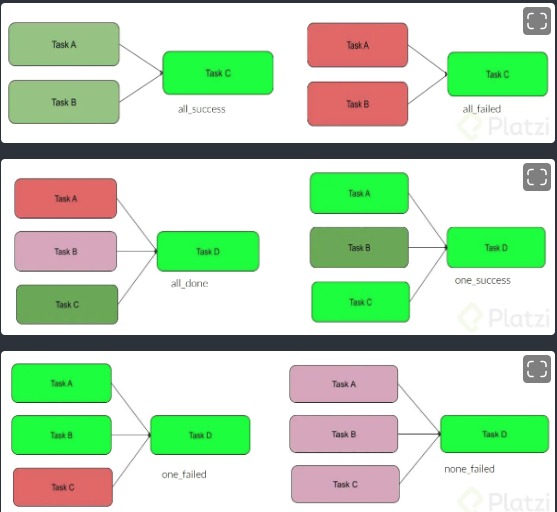 Task A
Task B
Task C
all_success
Task A
Task B
Task C
all_failed
Platzi
Task A
Task B
Task C
Task D
all_done
Task A
Task B
Task C
Task D
one_success
Platzi
Task A
Task B
Task C
Task D
one_failed
Task A
Task B
Task C
Task D
none_failed
Platzi